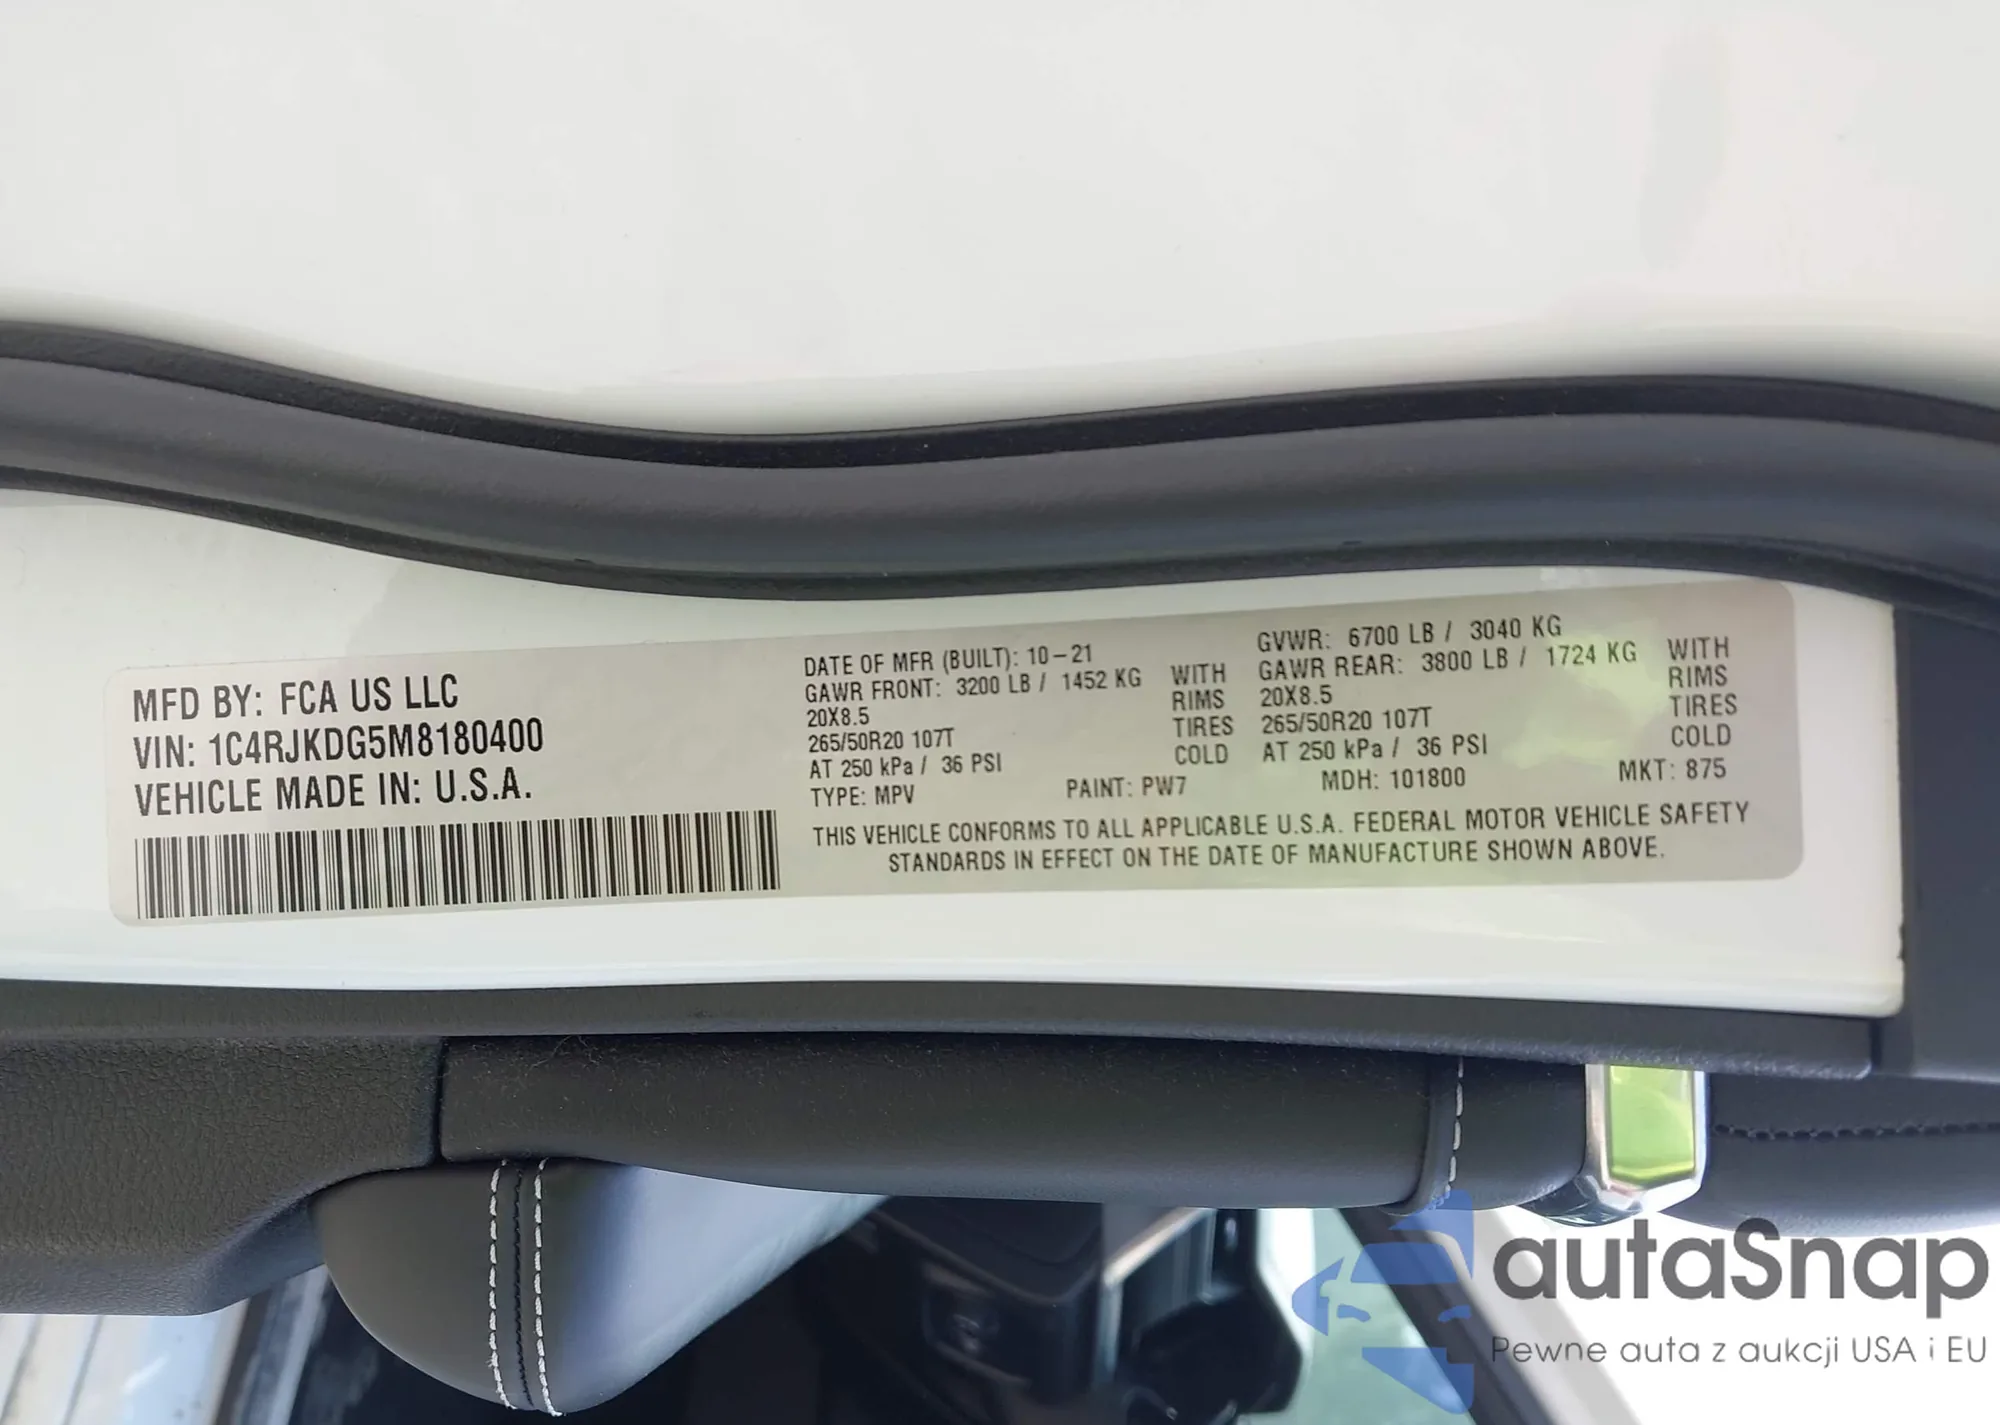 MFD BY: FCA US LLC
VIN: 1C4RJKDG5M8180400
VEHICLE MADE IN: U.S.A.
DATE OF MFR (BUILT): 10-21
GAWR FRONT: 3200 LB / 1452 KG WITH
20X8.5 RIMS
265/50R20 107T TIRES
AT 250 kPa / 36 PSI COLD
GVWR: 6700 LB / 3040 KG
GAWR REAR: 3800 LB / 1724 KG WITH
20X8.5 RIMS
265/50R20 107T TIRES
AT 250 kPa / 36 PSI COLD
TYPE: MPV PAINT: PW7 MDH: 101800 MKT: 875
THIS VEHICLE CONFORMS TO ALL APPLICABLE U.S.A. FEDERAL MOTOR VEHICLE SAFETY
STANDARDS IN EFFECT ON THE DATE OF MANUFACTURE SHOWN ABOVE.
autaSnap
Pewne auta z aukcji USA i EU